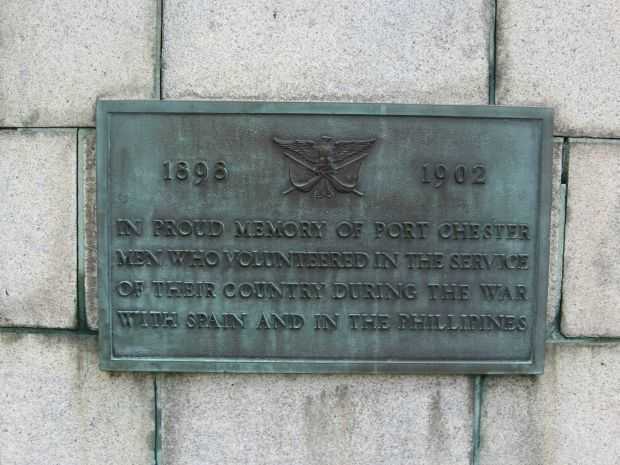 1898 1902
IN PROUD MEMORY OF PORT CHESTER
MEN WHO VOLUNTEERED IN THE SERVICE
OF THEIR COUNTRY DURING THE WAR
WITH SPAIN AND IN THE PHILLIPINES